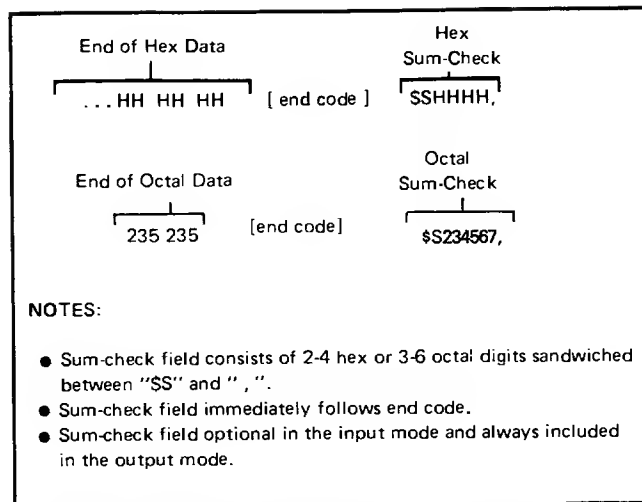 End of Hex Data
Hex
Sum-Check
...HH HH HH [ end code ] $SHHHH,
End of Octal Data
Octal
Sum-Check
235 235 [end code] $S234567,
NOTES:
● Sum-check field consists of 2-4 hex or 3-6 octal digits sandwiched
between "$S" and " , ".
● Sum-check field immediately follows end code.
● Sum-check field optional in the input mode and always included
in the output mode.